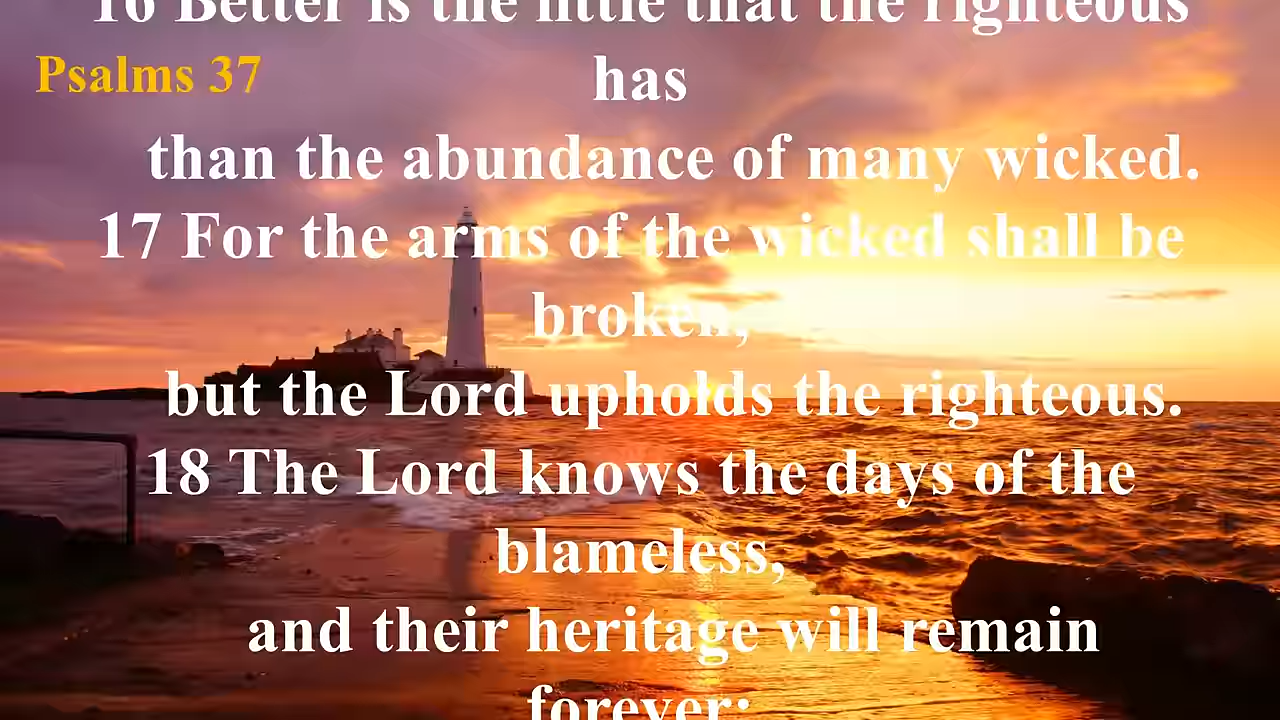 16 Better is the little that the righteous
Psalms 37
has
than the abundance of many wicked.
17 For the arms of the wicked shall be
broken,
but the Lord upholds the righteous.
18 The Lord knows the days of the
blameless,
and their heritage will remain
forever;